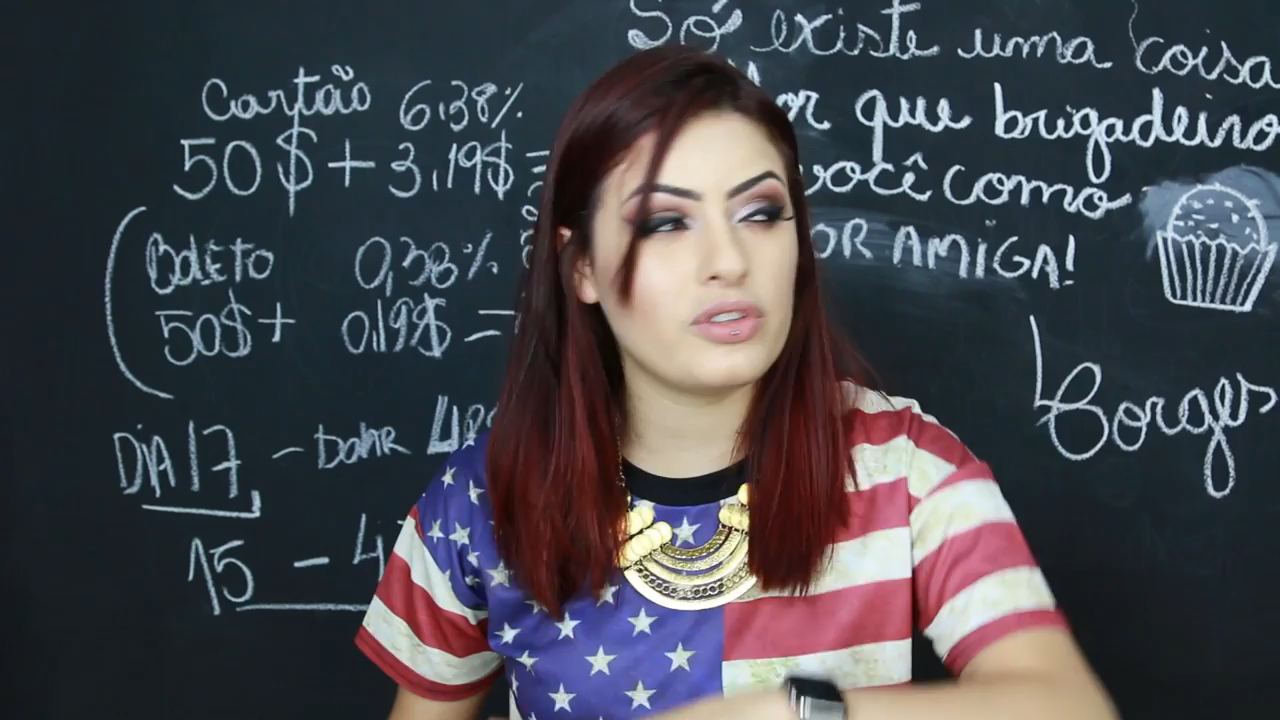 Cartão 6,38%
50$ + 3,19$ =
Boleto 0,38%
50$ + 0,19$ =
DIA 17 - Dolar
15 - 4
Só existe uma coisa
or que brigadeiro
você como
AMIGA!
Borges